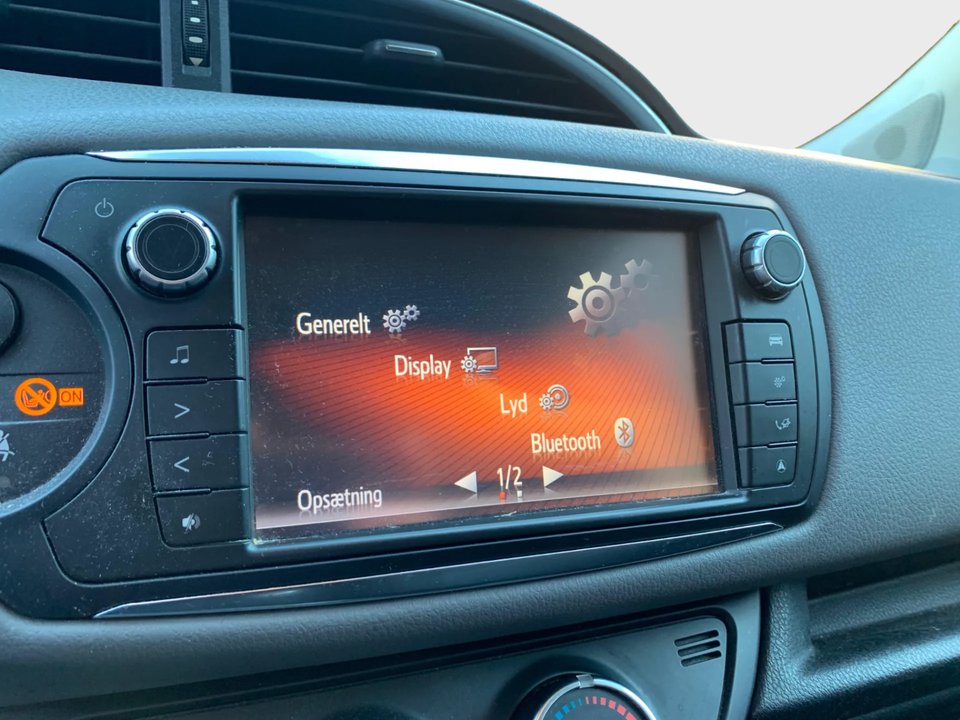 Generelt
Display
Lyd
Bluetooth
1/2
Opsætning
ON